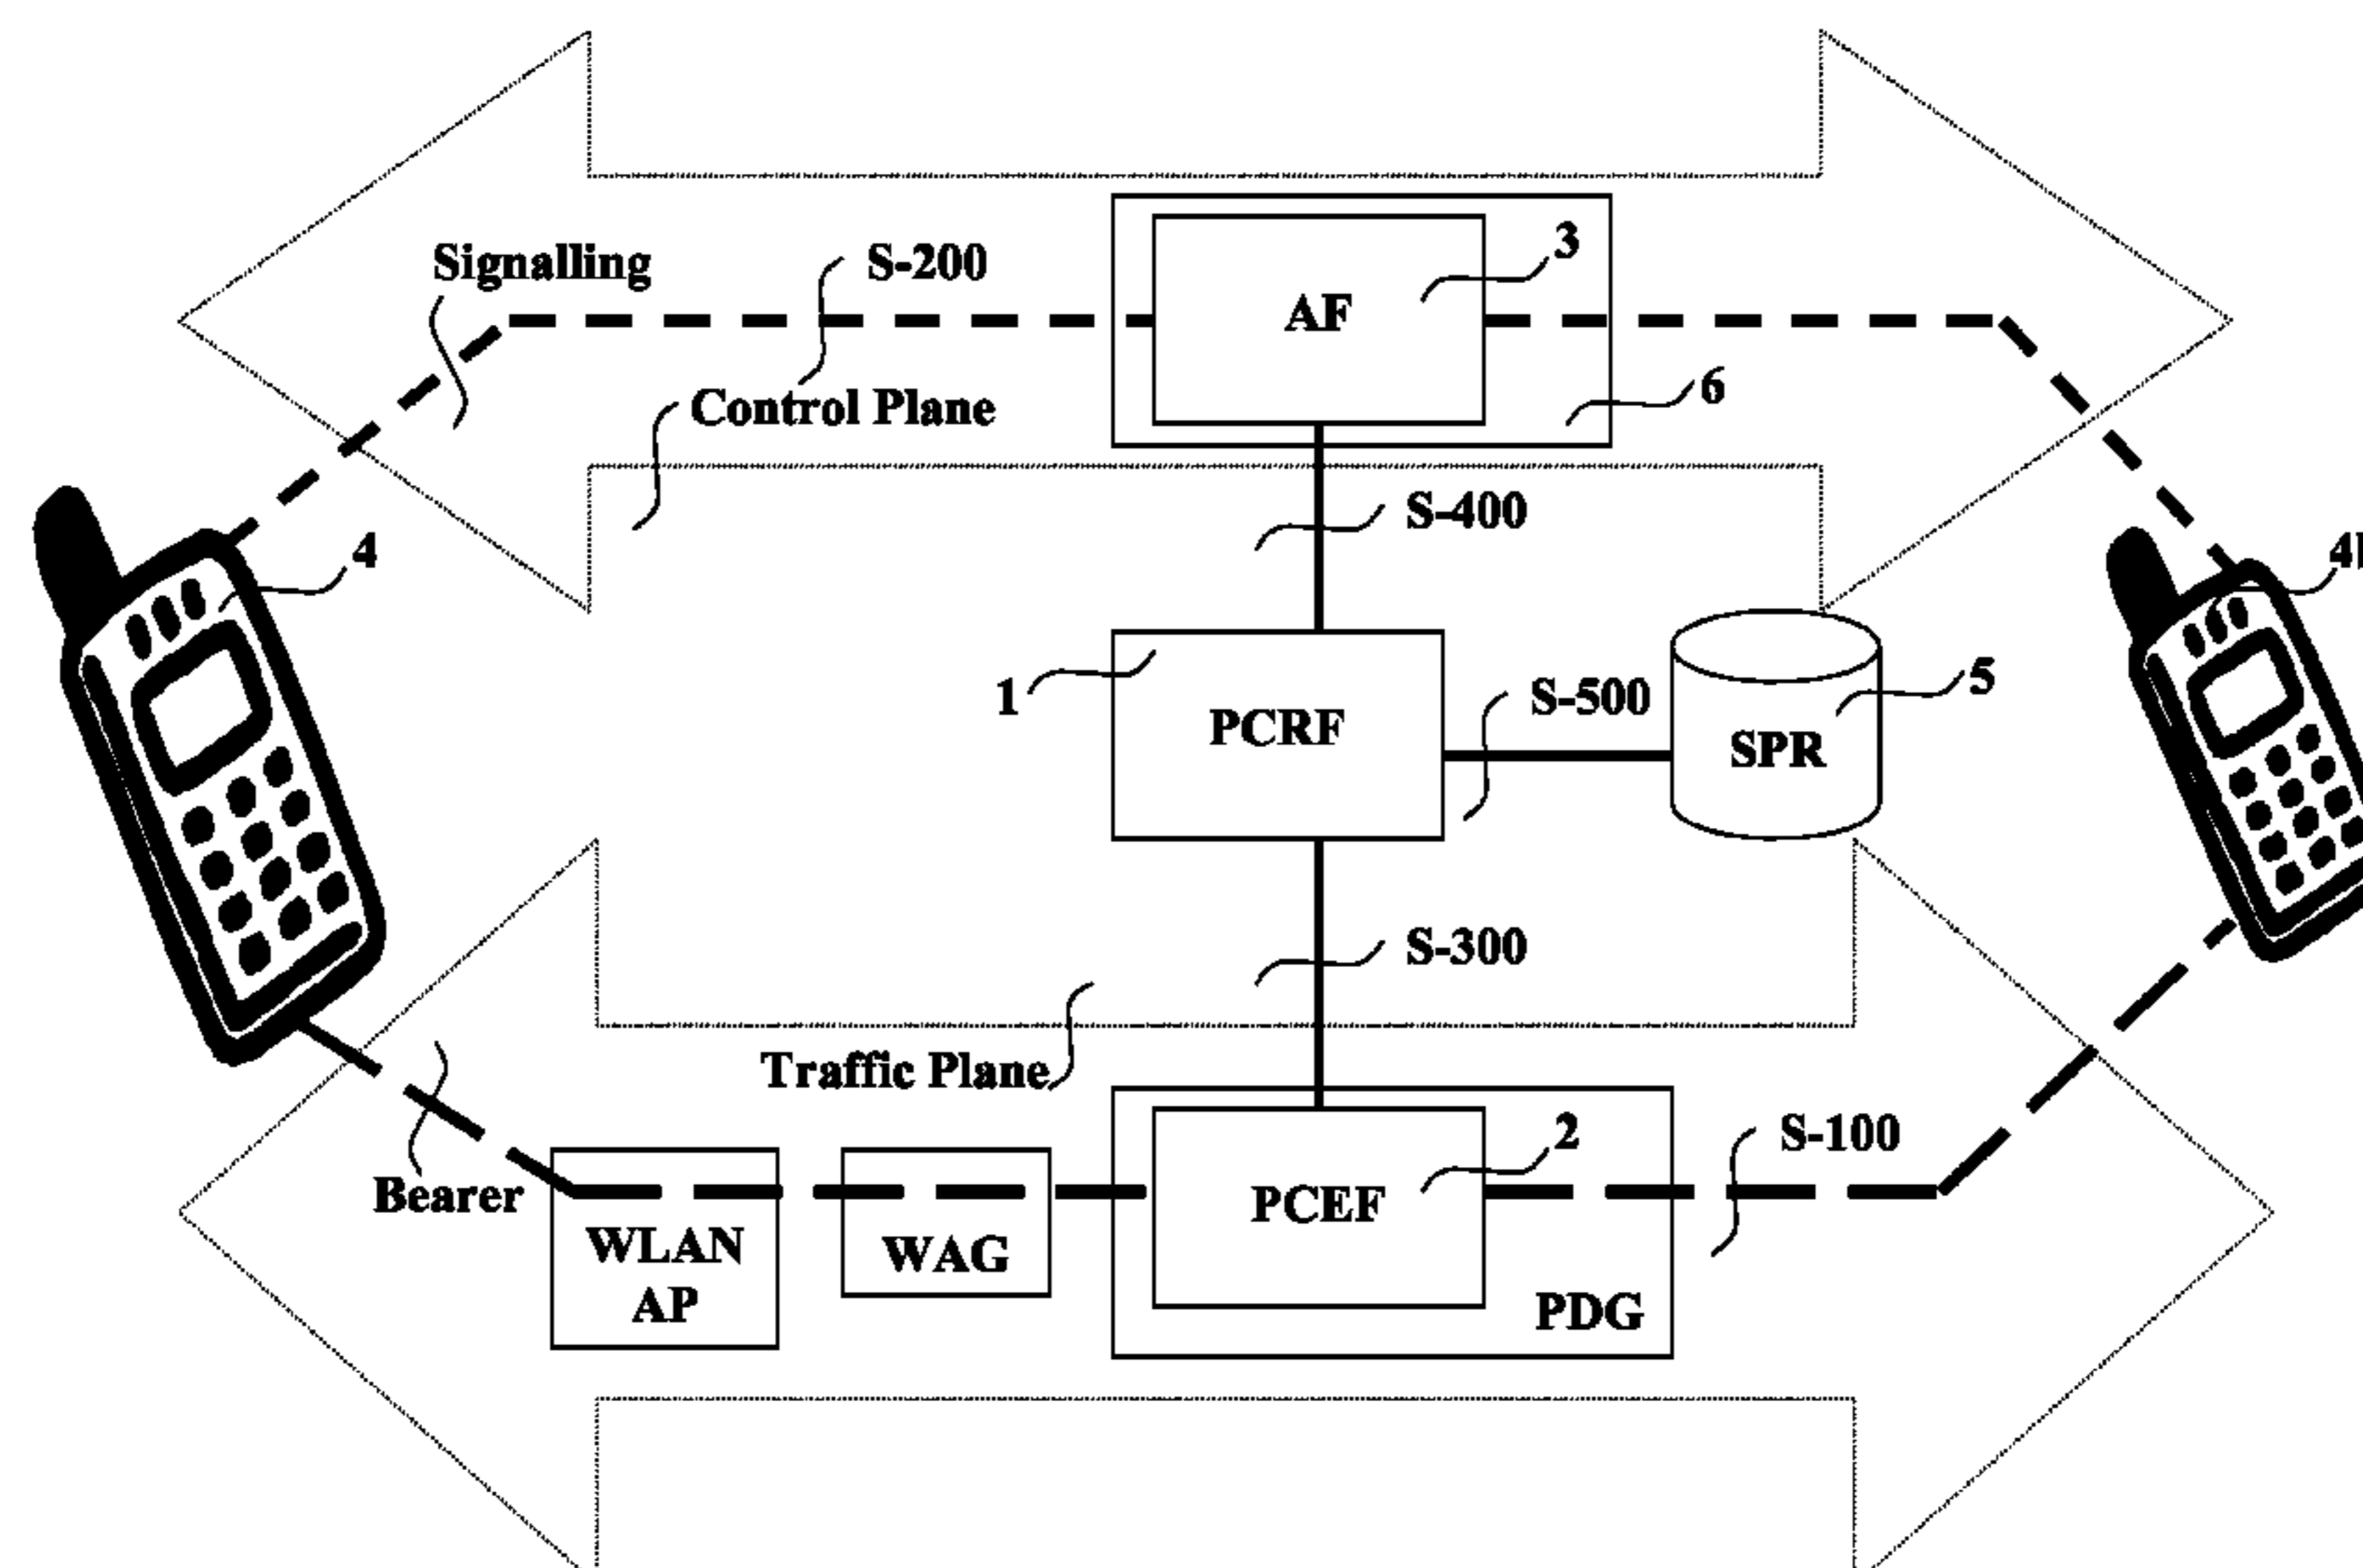 Signalling
S-200
3
AF
6
Control Plane
S-400
4
1
PCRF
S-500
5
SPR
S-300
Traffic Plane
2
S-100
Bearer
PCEF
WLAN
AP
WAG
PDG